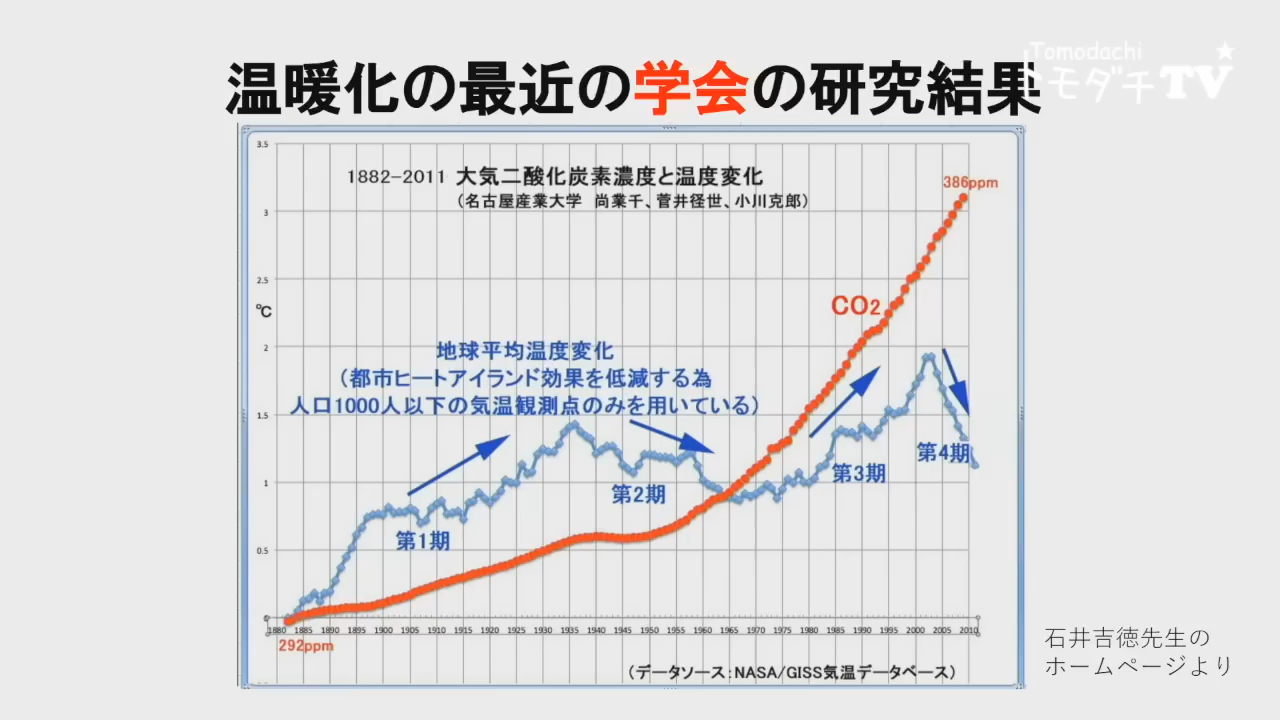 Tomodachi
トモダチTV
温暖化の最近の学会の研究結果
1882-2011 大気二酸化炭素濃度と温度変化
(名古屋産業大学 尚業千、菅井径世、小川克郎)
386ppm
3.5
3
2.5
℃
2
1.5
1
0.5
0
CO2
地球平均温度変化
(都市ヒートアイランド効果を低減する為
人口1000人以下の気温観測点のみを用いている)
第1期
第2期
第3期
第4期
1880 1885 1890 1895 1900 1905 1910 1915 1920 1925 1930 1935 1940 1945 1950 1955 1960 1965 1970 1975 1980 1985 1990 1995 2000 2005 2010
292ppm
(データソース:NASA/GISS気温データベース)
石井吉徳先生の
ホームページより